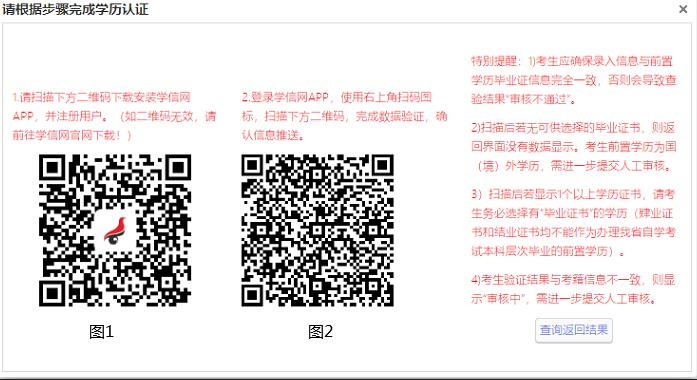 请根据步骤完成学历认证
1.请扫描下方二维码下载安装学信网
APP，并注册用户。（如二维码无效，请
前往学信网官网下载！）
图1
2.登录学信网APP，使用右上角扫码图
标，扫描下方二维码，完成数据验证，确
认信息推送。
图2
特别提醒：1)考生应确保录入信息与前置
学历毕业证信息完全一致，否则会导致查
验结果“审核不通过”。
2)扫描后若无可供选择的毕业证书，则返
回界面没有数据显示。考生前置学历为国
（境）外学历，需进一步提交人工审核。
3）扫描后若显示1个以上学历证书，请考
生务必选择有“毕业证书”的学历（肄业证
书和结业证书均不能作为办理我省自学考
试本科层次毕业的前置学历）。
4)考生验证结果与考籍信息不一致，则显
示“审核中”，需进一步提交人工审核。
查询返回结果